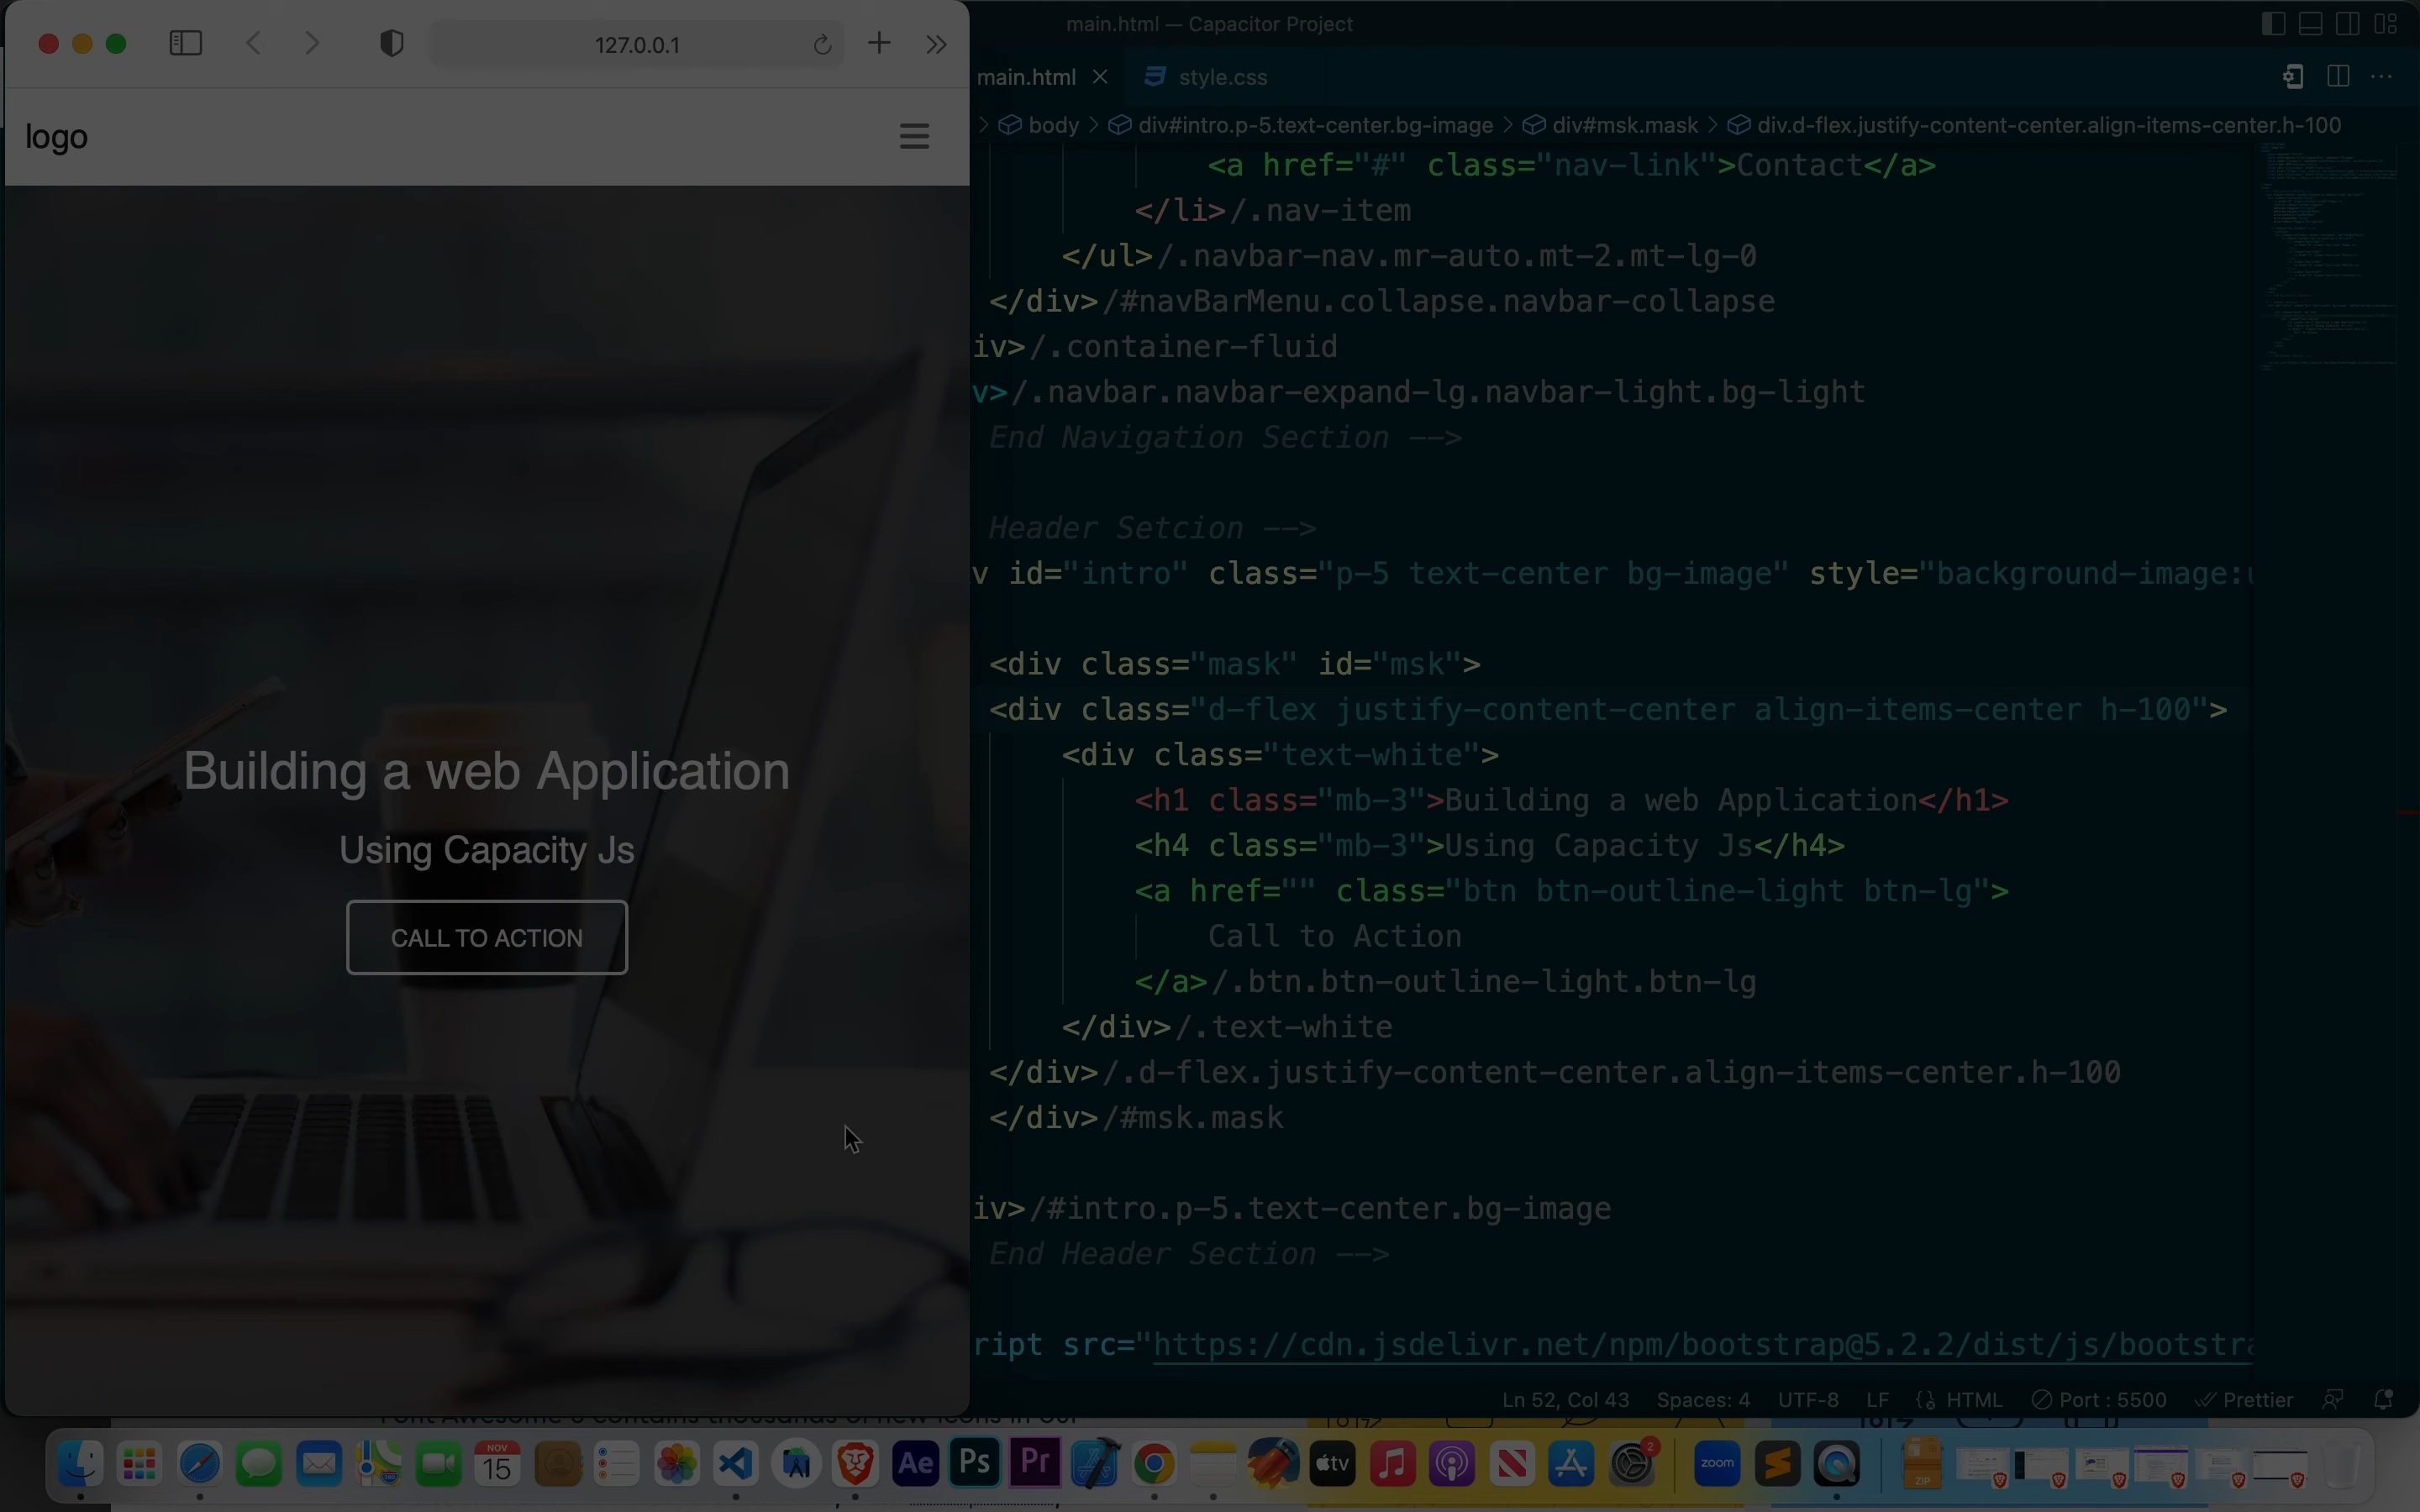 127.0.0.1
logo
Building a web Application
Using Capacity Js
CALL TO ACTION
main.html — Capacitor Project
main.html
style.css
body
div#intro.p-5.text-center.bg-image
div#msk.mask
div.d-flex.justify-content-center.align-items-center.h-100
<a href="#" class="nav-link">Contact</a>
</li>/.nav-item
</ul>/.navbar-nav.mr-auto.mt-2.mt-lg-0
</div>/#navBarMenu.collapse.navbar-collapse
iv>/.container-fluid
v>/.navbar.navbar-expand-lg.navbar-light.bg-light
End Navigation Section -->
Header Setcion -->
v id="intro" class="p-5 text-center bg-image" style="background-image:u
<div class="mask" id="msk">
<div class="d-flex justify-content-center align-items-center h-100">
<div class="text-white">
<h1 class="mb-3">Building a web Application</h1>
<h4 class="mb-3">Using Capacity Js</h4>
<a href="" class="btn btn-outline-light btn-lg">
Call to Action
</a>/.btn.btn-outline-light.btn-lg
</div>/.text-white
</div>/.d-flex.justify-content-center.align-items-center.h-100
</div>/#msk.mask
iv>/#intro.p-5.text-center.bg-image
End Header Section -->
ript src="https://cdn.jsdelivr.net/npm/bootstrap@5.2.2/dist/js/bootstra
Ln 52, Col 43
Spaces: 4
UTF-8
LF
HTML
Port : 5500
Prettier
NOV
15
Ae
Ps
Pr
tv
2
zoom
ZIP